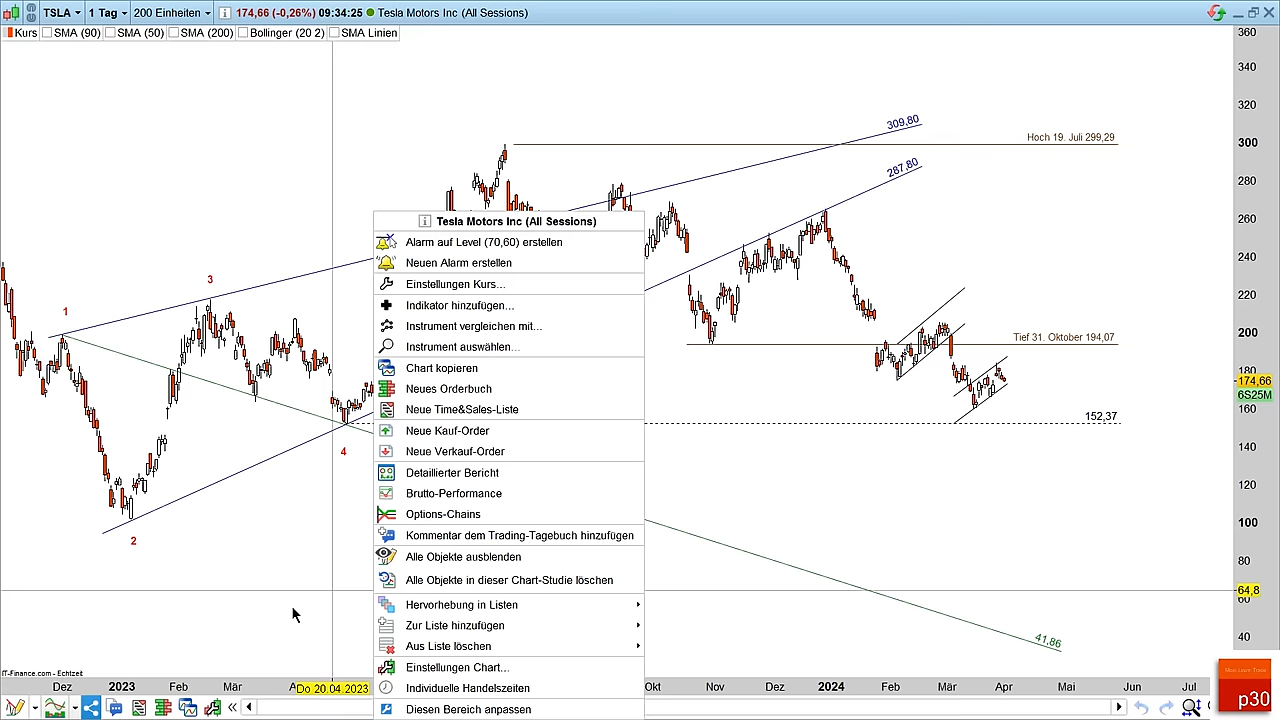 TSLA 1 Tag 200 Einheiten 174,66 (-0,26%) 09:34:25 Tesla Motors Inc (All Sessions)
Kurs SMA (90) SMA (50) SMA (200) Bollinger (20 2) SMA Linien
360
340
320
309,80
Hoch 19. Juli 299,29
300
287,80
280
260
240
220
200
180
174,66
6S25M
160
140
120
100
80
64,8
60
40
Tief 31. Oktober 194,07
152,37
41,86
1
2
3
4
Tesla Motors Inc (All Sessions)
Alarm auf Level (70,60) erstellen
Neuen Alarm erstellen
Einstellungen Kurs...
Indikator hinzufügen...
Instrument vergleichen mit...
Instrument auswählen...
Chart kopieren
Neues Orderbuch
Neue Time&Sales-Liste
Neue Kauf-Order
Neue Verkauf-Order
Detaillierter Bericht
Brutto-Performance
Options-Chains
Kommentar dem Trading-Tagebuch hinzufügen
Alle Objekte ausblenden
Alle Objekte in dieser Chart-Studie löschen
Hervorhebung in Listen
Zur Liste hinzufügen
Aus Liste löschen
Einstellungen Chart...
Individuelle Handelszeiten
Diesen Bereich anpassen
IT-Finance.com - Echtzeit
Dez 2023 Feb Mär Do 20.04.2023 Okt Nov Dez 2024 Feb Mär Apr Mai Jun Jul
p30